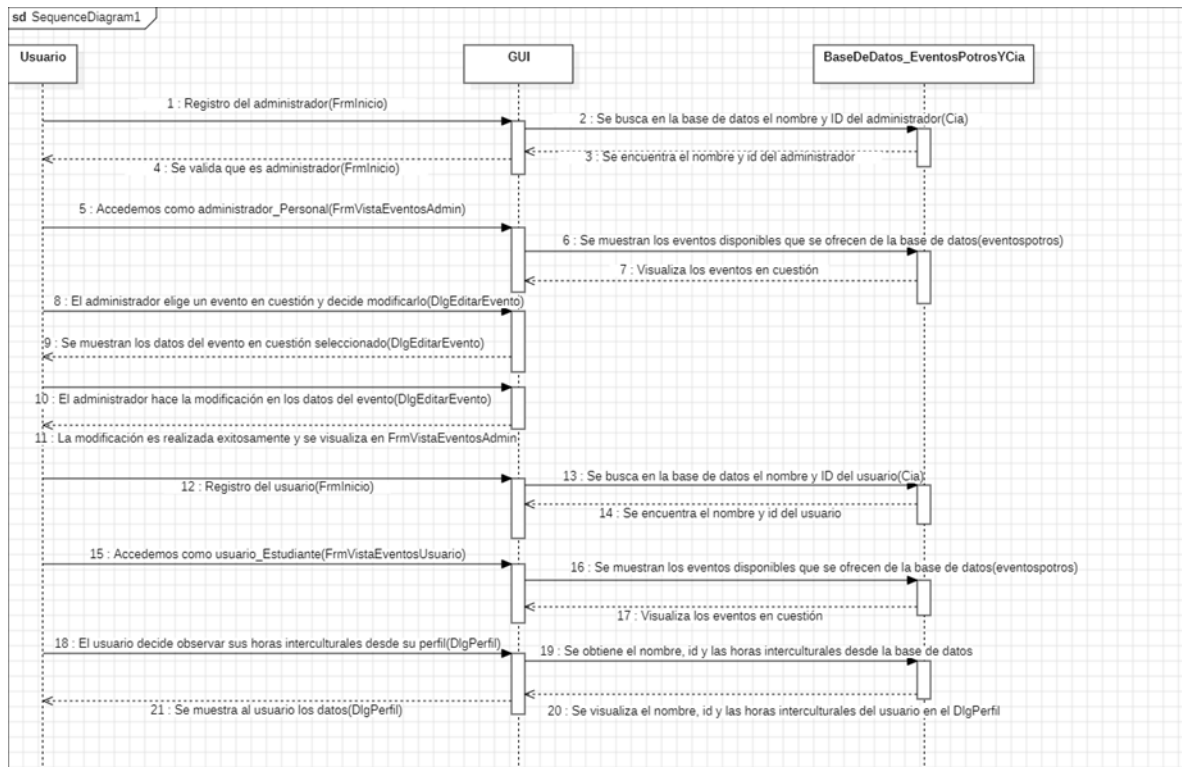 sd SequenceDiagram1
Usuario
GUI
BaseDeDatos_EventosPotrosYCia
1 : Registro del administrador(FrmInicio)
2 : Se busca en la base de datos el nombre y ID del administrador(Cia)
3 : Se encuentra el nombre y id del administrador
4 : Se valida que es administrador(FrmInicio)
5 : Accedemos como administrador_Personal(FrmVistaEventosAdmin)
6 : Se muestran los eventos disponibles que se ofrecen de la base de datos(eventospotros)
7 : Visualiza los eventos en cuestión
8 : El administrador elige un evento en cuestión y decide modificarlo(DlgEditarEvento)
9 : Se muestran los datos del evento en cuestión seleccionado(DlgEditarEvento)
10 : El administrador hace la modificación en los datos del evento(DlgEditarEvento)
11 : La modificación es realizada exitosamente y se visualiza en FrmVistaEventosAdmin
12 : Registro del usuario(FrmInicio)
13 : Se busca en la base de datos el nombre y ID del usuario(Cia)
14 : Se encuentra el nombre y id del usuario
15 : Accedemos como usuario_Estudiante(FrmVistaEventosUsuario)
16 : Se muestran los eventos disponibles que se ofrecen de la base de datos(eventospotros)
17 : Visualiza los eventos en cuestión
18 : El usuario decide observar sus horas interculturales desde su perfil(DlgPerfil)
19 : Se obtiene el nombre, id y las horas interculturales desde la base de datos
20 : Se visualiza el nombre, id y las horas interculturales del usuario en el DlgPerfil
21 : Se muestra al usuario los datos(DlgPerfil)